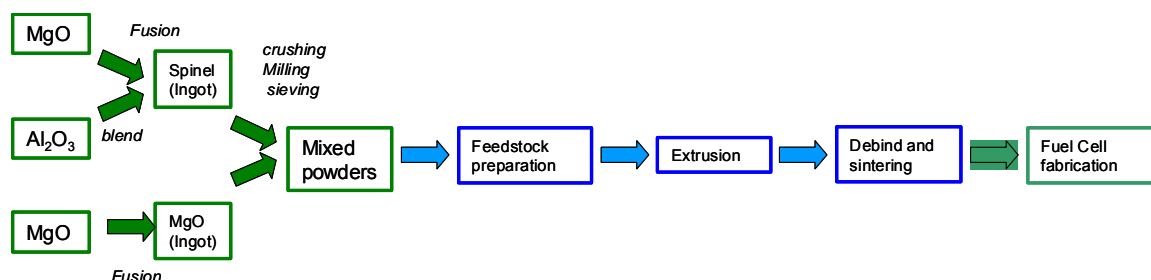 MgO
Fusion
Spinel
(Ingot)
crushing
Milling
sieving
Al₂O₃
blend
Mixed
powders
Feedstock
preparation
Extrusion
Debind and
sintering
Fuel Cell
fabrication
MgO
MgO
(Ingot)
Fusion